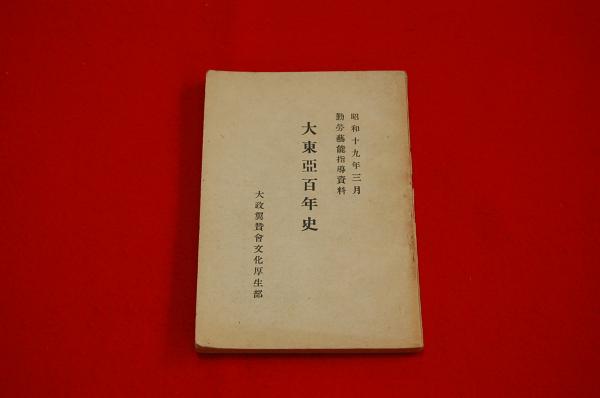 昭和十九年三月
勤勞藝能指導資料
大東亞百年史
大政翼賛會文化厚生部